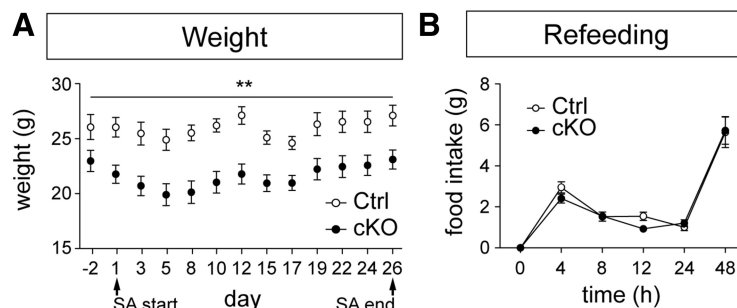 A
Weight
**
30
25
20
15
weight (g)
Ctrl
cKO
-2 1 3 5 8 10 12 15 17 19 22 24 26
SA start
day
SA end
B
Refeeding
8
6
4
2
0
food intake (g)
Ctrl
cKO
0 4 8 12 24 48
time (h)